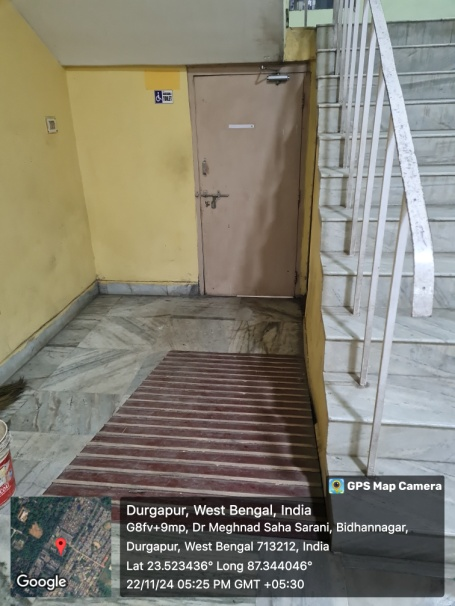 TOILET
GPS Map Camera
Durgapur, West Bengal, India
G8fv+9mp, Dr Meghnad Saha Sarani, Bidhannagar,
Durgapur, West Bengal 713212, India
Lat 23.523436° Long 87.344046°
22/11/24 05:25 PM GMT +05:30
Google